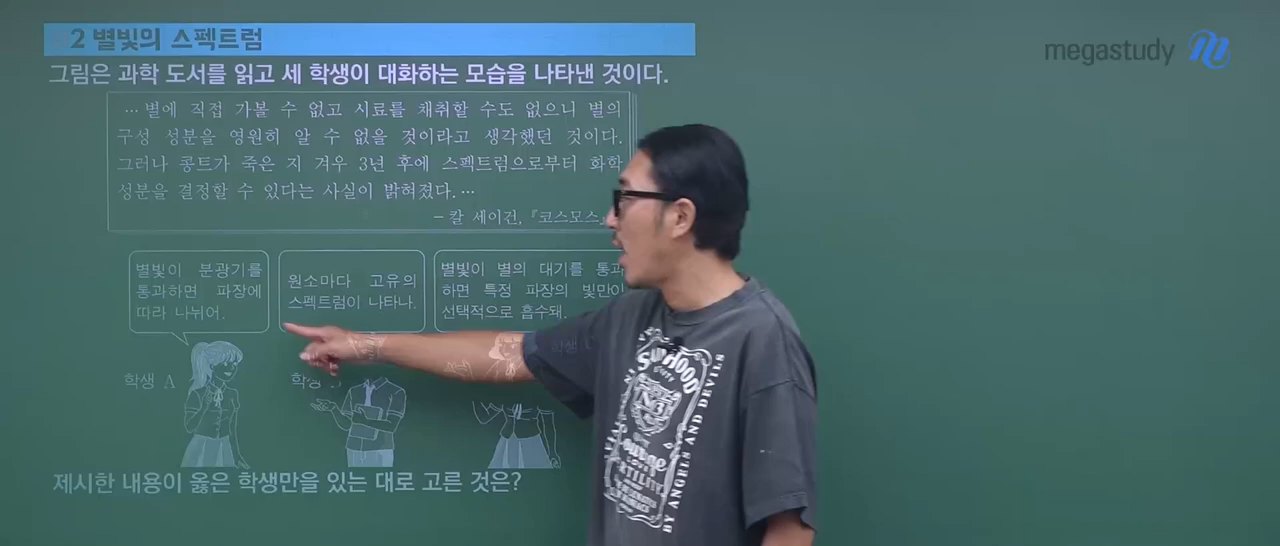 2 별빛의 스펙트럼
megastudy
그림은 과학 도서를 읽고 세 학생이 대화하는 모습을 나타낸 것이다.
… 별에 직접 가볼 수 없고 시료를 채취할 수도 없으니 별의
구성 성분을 영원히 알 수 없을 것이라고 생각했던 것이다.
그러나 콩트가 죽은 지 겨우 3년 후에 스펙트럼으로부터 화학
성분을 결정할 수 있다는 사실이 밝혀졌다. …
- 칼 세이건, 『코스모스』
별빛이 분광기를
통과하면 파장에
따라 나뉘어.
원소마다 고유의
스펙트럼이 나타나.
별빛이 별의 대기를 통과
하면 특정 파장의 빛만이
선택적으로 흡수돼.
학생 A
학생
학생
제시한 내용이 옳은 학생만을 있는 대로 고른 것은?
No3
BY ANGELS AND DEVILS